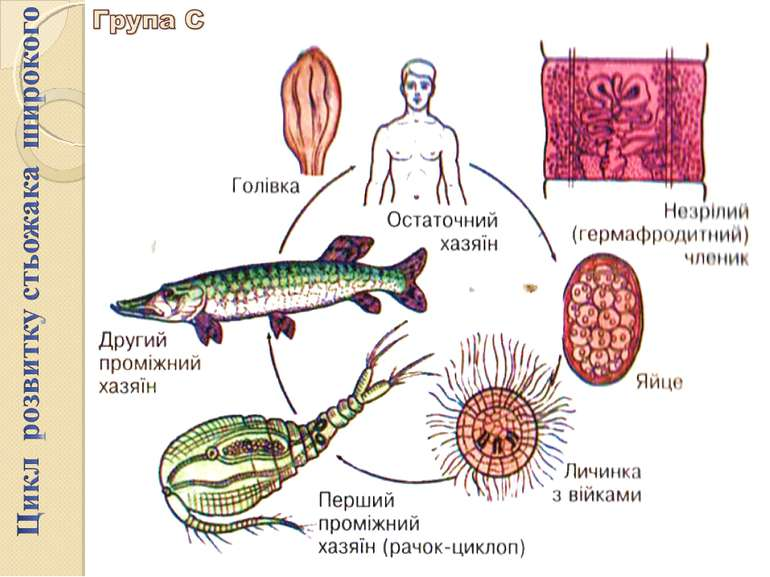 Група С
Цикл розвитку стьожака широкого
Голівка
Остаточний
хазяїн
Незрілий
(гермафродитний)
членик
Другий
проміжний
хазяїн
Яйце
Личинка
з війками
Перший
проміжний
хазяїн (рачок-циклоп)